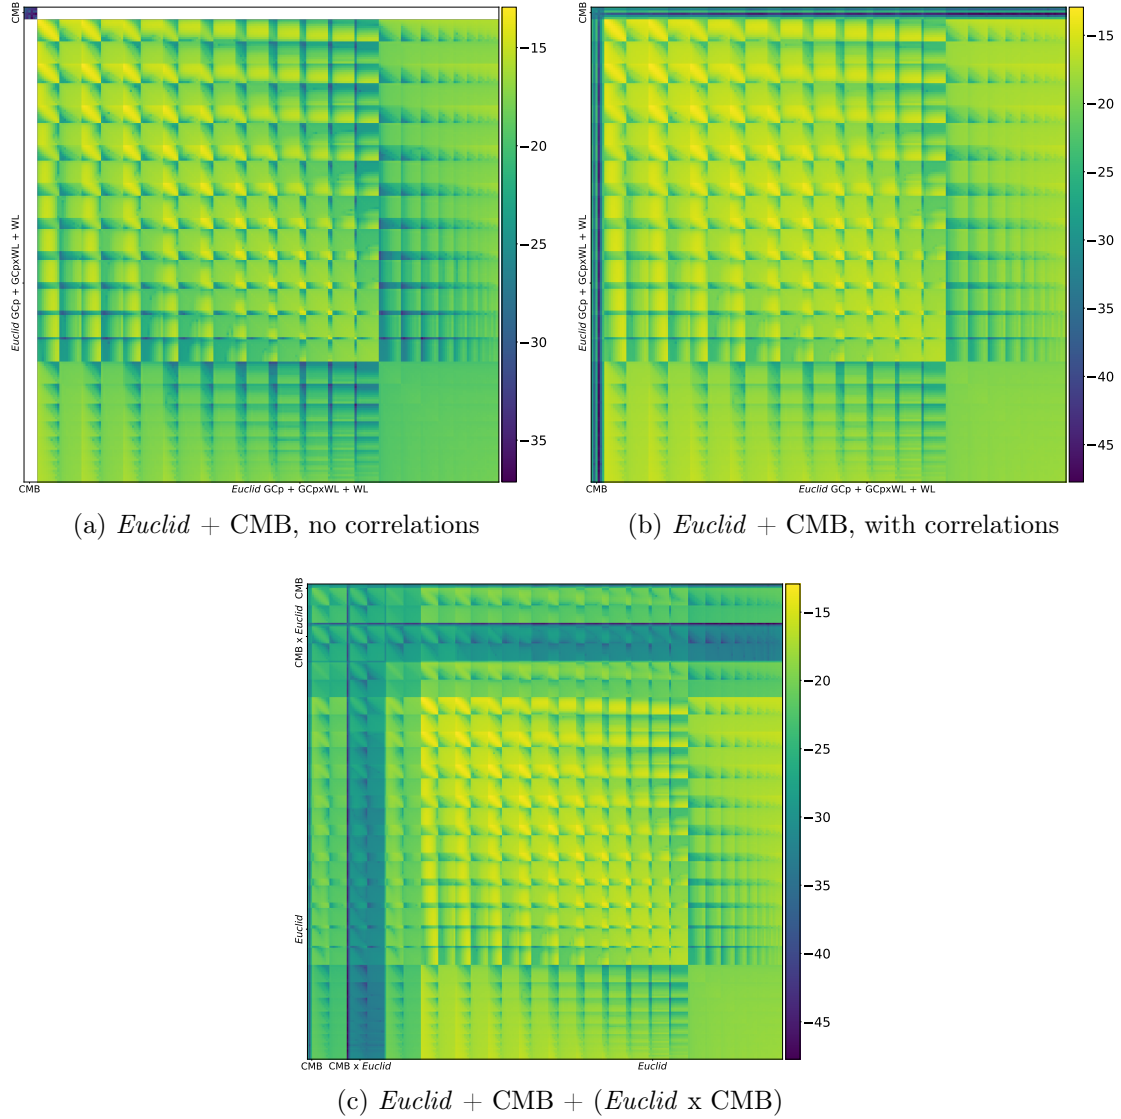 CMB
−15
−20
−25
−30
−35
Euclid GCp + GCpxWL + WL
CMB
Euclid GCp + GCpxWL + WL
(a) Euclid + CMB, no correlations
CMB
−15
−20
−25
−30
−35
−40
−45
Euclid GCp + GCpxWL + WL
CMB
Euclid GCp + GCpxWL + WL
(b) Euclid + CMB, with correlations
CMB
CMB x Euclid
Euclid
−15
−20
−25
−30
−35
−40
−45
CMB
CMB x Euclid
Euclid
(c) Euclid + CMB + (Euclid x CMB)